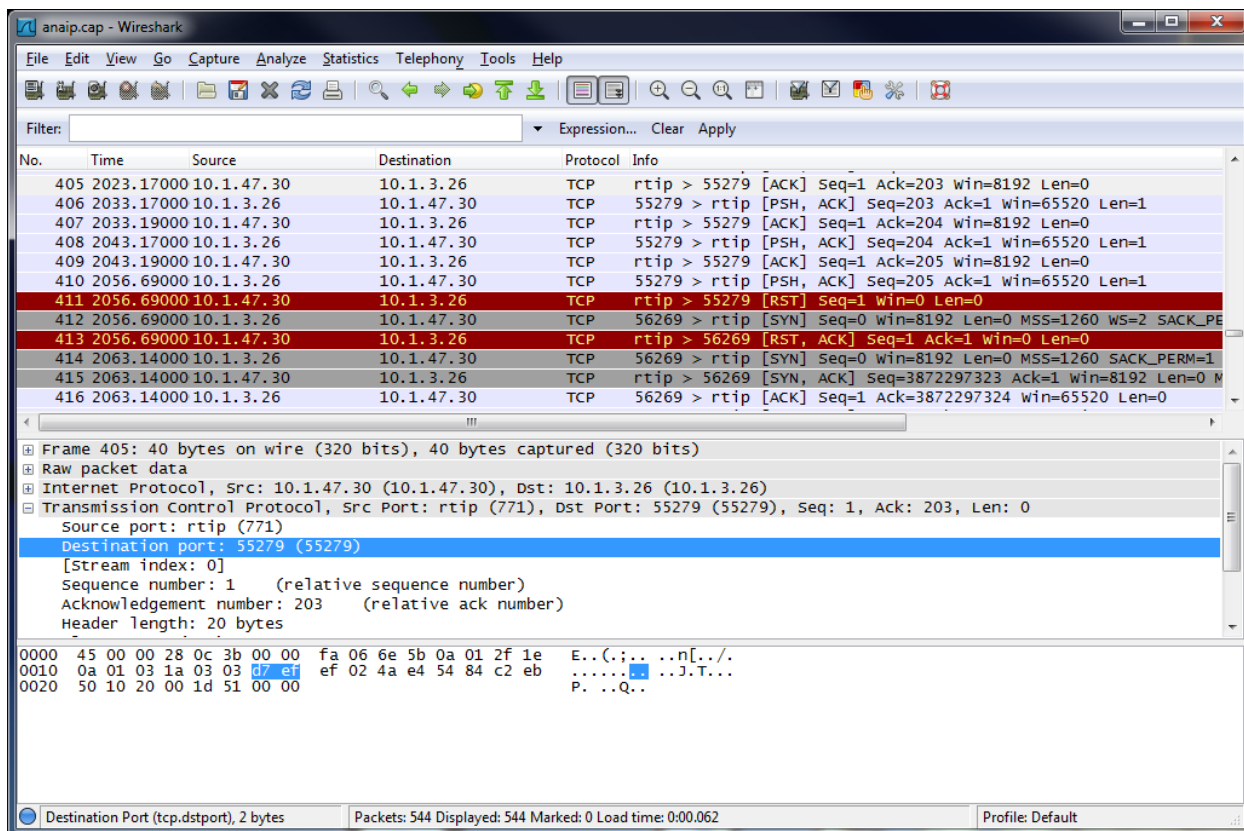 anaip.cap - Wireshark
File Edit View Go Capture Analyze Statistics Telephony Tools Help
Filter: Expression... Clear Apply
No. Time Source Destination Protocol Info
405 2023.17000 10.1.47.30 10.1.3.26 TCP rtip > 55279 [ACK] Seq=1 Ack=203 Win=8192 Len=0
406 2033.17000 10.1.3.26 10.1.47.30 TCP 55279 > rtip [PSH, ACK] Seq=203 Ack=1 Win=65520 Len=1
407 2033.19000 10.1.47.30 10.1.3.26 TCP rtip > 55279 [ACK] Seq=1 Ack=204 Win=8192 Len=0
408 2043.17000 10.1.3.26 10.1.47.30 TCP 55279 > rtip [PSH, ACK] Seq=204 Ack=1 Win=65520 Len=1
409 2043.19000 10.1.47.30 10.1.3.26 TCP rtip > 55279 [ACK] Seq=1 Ack=205 Win=8192 Len=0
410 2056.69000 10.1.3.26 10.1.47.30 TCP 55279 > rtip [PSH, ACK] Seq=205 Ack=1 Win=65520 Len=1
411 2056.69000 10.1.47.30 10.1.3.26 TCP rtip > 55279 [RST] Seq=1 Win=0 Len=0
412 2056.69000 10.1.3.26 10.1.47.30 TCP 56269 > rtip [SYN] Seq=0 Win=8192 Len=0 MSS=1260 WS=2 SACK_PE
413 2056.69000 10.1.47.30 10.1.3.26 TCP rtip > 56269 [RST, ACK] Seq=1 Ack=1 Win=0 Len=0
414 2063.14000 10.1.3.26 10.1.47.30 TCP 56269 > rtip [SYN] Seq=0 Win=8192 Len=0 MSS=1260 SACK_PERM=1
415 2063.14000 10.1.47.30 10.1.3.26 TCP rtip > 56269 [SYN, ACK] Seq=3872297323 Ack=1 Win=8192 Len=0 M
416 2063.14000 10.1.3.26 10.1.47.30 TCP 56269 > rtip [ACK] Seq=1 Ack=3872297324 Win=65520 Len=0
Frame 405: 40 bytes on wire (320 bits), 40 bytes captured (320 bits)
Raw packet data
Internet Protocol, Src: 10.1.47.30 (10.1.47.30), Dst: 10.1.3.26 (10.1.3.26)
Transmission Control Protocol, Src Port: rtip (771), Dst Port: 55279 (55279), Seq: 1, Ack: 203, Len: 0
Source port: rtip (771)
Destination port: 55279 (55279)
[Stream index: 0]
Sequence number: 1 (relative sequence number)
Acknowledgement number: 203 (relative ack number)
Header length: 20 bytes
0000 45 00 00 28 0c 3b 00 00 fa 06 6e 5b 0a 01 2f 1e E..(.;.. ..n[../.
0010 0a 01 03 1a 03 03 d7 ef ef 02 4a e4 54 84 c2 eb ........ ..J.T...
0020 50 10 20 00 1d 51 00 00 P. ..Q..
Destination Port (tcp.dstport), 2 bytes Packets: 544 Displayed: 544 Marked: 0 Load time: 0:00.062 Profile: Default